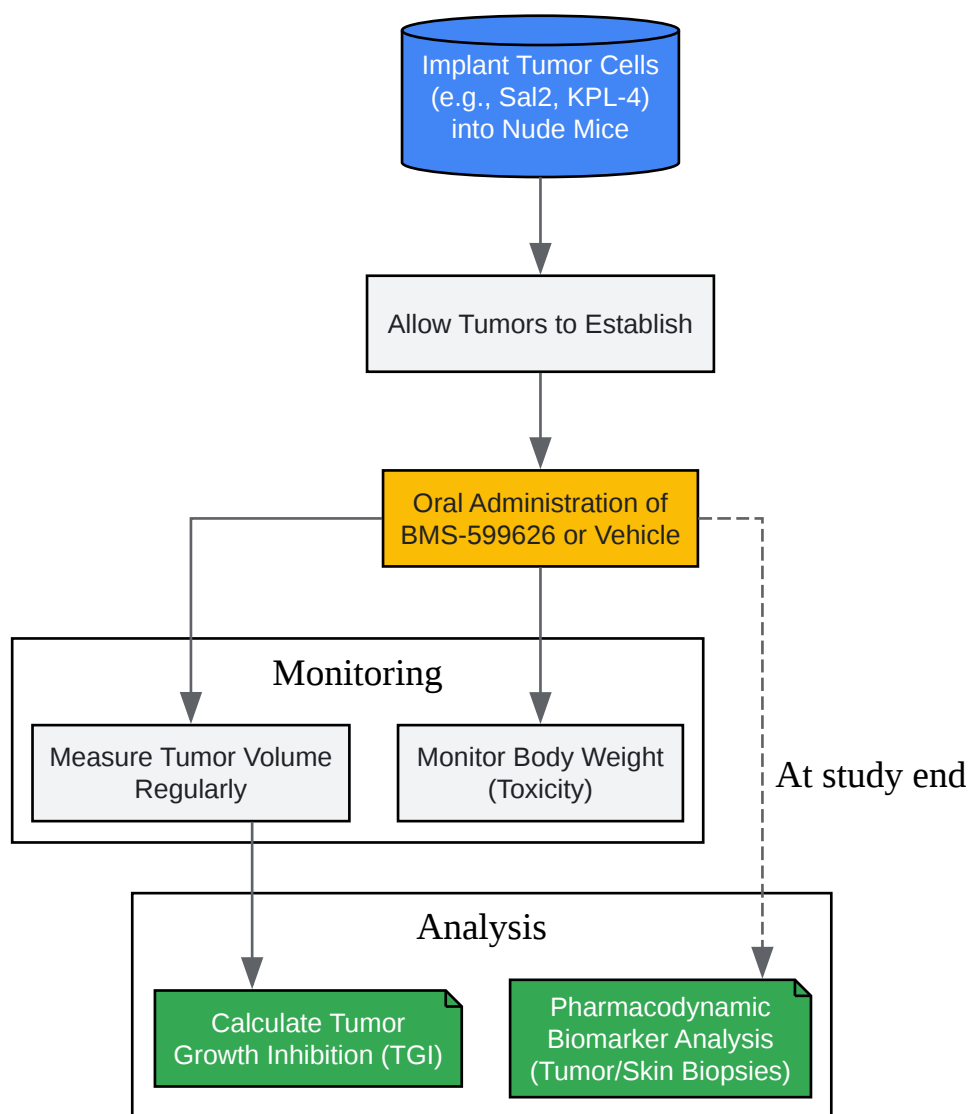 Implant Tumor Cells
(e.g., Sal2, KPL-4)
into Nude Mice
Allow Tumors to Establish
Oral Administration of
BMS-599626 or Vehicle
Monitoring
Measure Tumor Volume
Regularly
Monitor Body Weight
(Toxicity)
At study end
Analysis
Calculate Tumor
Growth Inhibition (TGI)
Pharmacodynamic
Biomarker Analysis
(Tumor/Skin Biopsies)